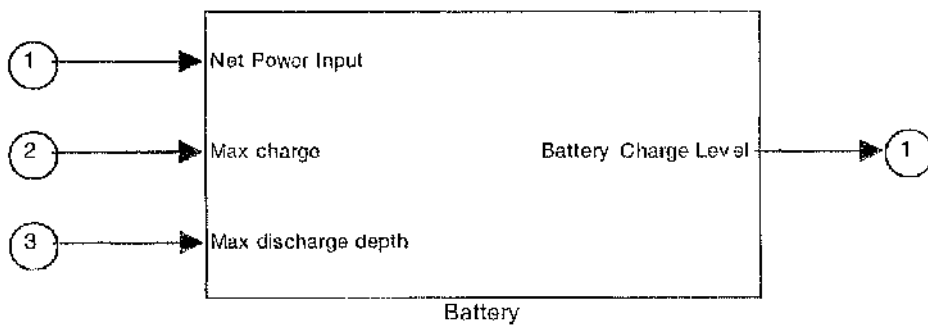 1 Net Power Input
2 Max charge Battery Charge Level 1
3 Max discharge depth
Battery